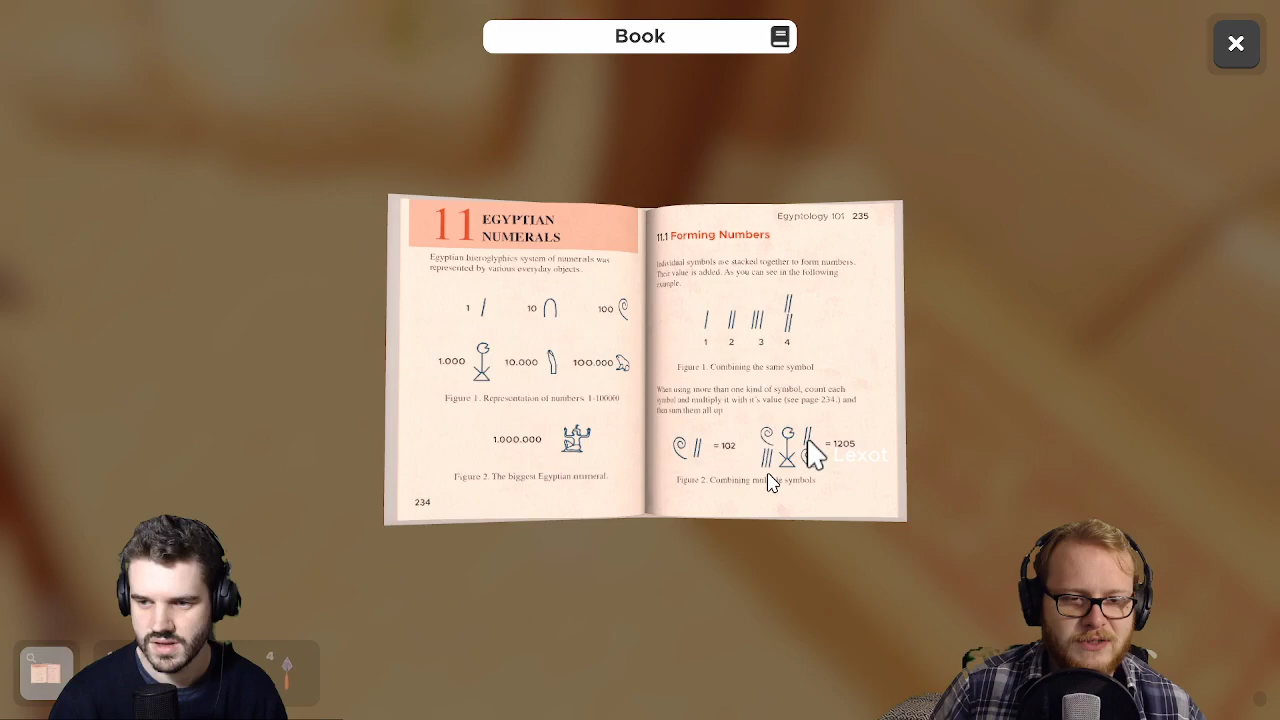 Book
11 EGYPTIAN
NUMERALS
Egyptian hieroglyphics system of numerals was
represented by various everyday objects.
1
10
100
1.000
10.000
100.000
Figure 1. Representation of numbers 1-100000
1.000.000
Figure 2. The biggest Egyptian numeral.
234
Egyptology 101 235
11.1 Forming Numbers
Individual symbols are stacked together to form numbers.
Their value is added. As you can see in the following
example.
1 2 3 4
Figure 1. Combining the same symbol
When using more than one kind of symbol, count each
symbol and multiply it with it's value (see page 234.) and
then sum them all up
= 102
= 1205
Lexot
Figure 2. Combining symbols
4